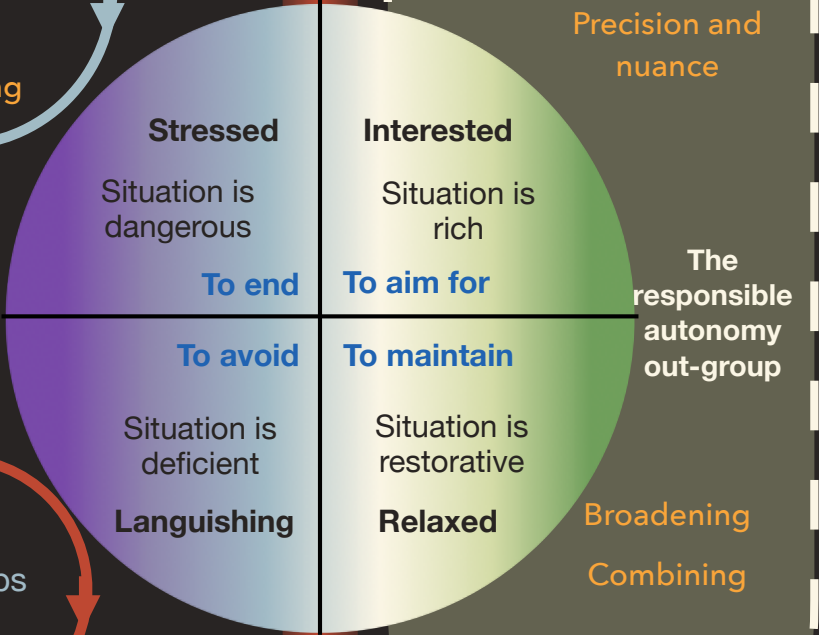 Precision and
nuance
g
Stressed
Interested
Situation is
dangerous
Situation is
rich
To end
To aim for
The
responsible
autonomy
out-group
To avoid
To maintain
Situation is
deficient
Situation is
restorative
Languishing
Relaxed
Broadening
Combining
os